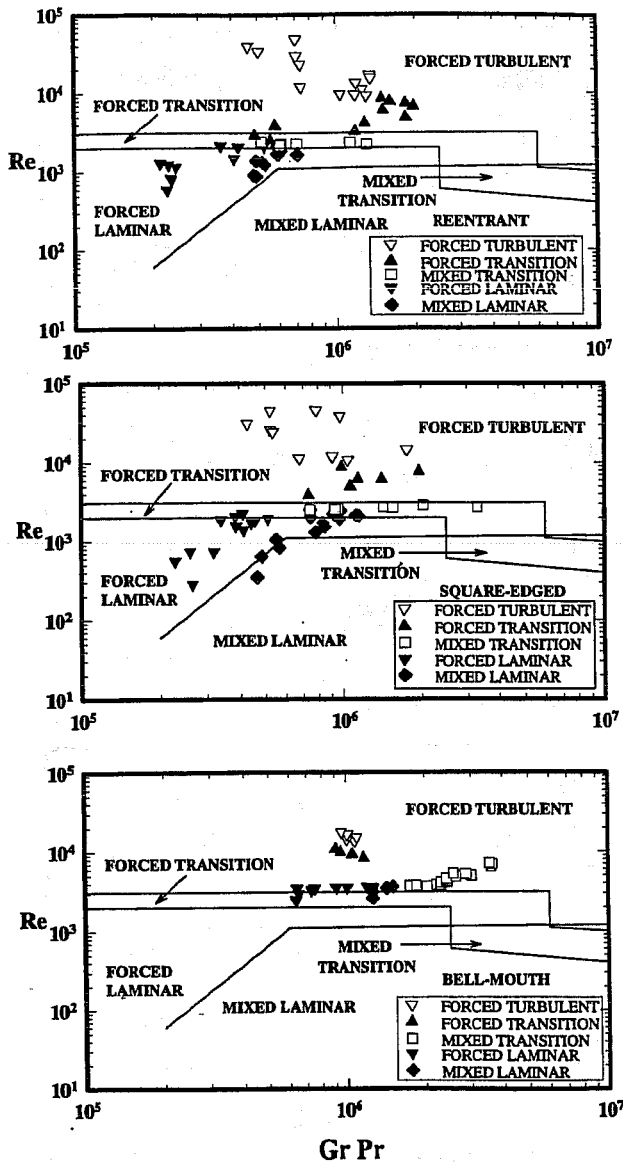 10⁵
FORCED TURBULENT
10⁴
FORCED TRANSITION
Re
10³
MIXED
TRANSITION
FORCED
LAMINAR
MIXED LAMINAR
REENTRANT
10²
FORCED TURBULENT
FORCED TRANSITION
MIXED TRANSITION
FORCED LAMINAR
MIXED LAMINAR
10¹
10⁵ 10⁶ 10⁷
10⁵
FORCED TURBULENT
10⁴
FORCED TRANSITION
Re
10³
MIXED
TRANSITION
FORCED
LAMINAR
SQUARE-EDGED
MIXED LAMINAR
10²
FORCED TURBULENT
FORCED TRANSITION
MIXED TRANSITION
FORCED LAMINAR
MIXED LAMINAR
10¹
10⁵ 10⁶ 10⁷
10⁵
FORCED TURBULENT
10⁴
FORCED TRANSITION
Re
10³
MIXED
TRANSITION
FORCED
LAMINAR
MIXED LAMINAR
BELL-MOUTH
10²
FORCED TURBULENT
FORCED TRANSITION
MIXED TRANSITION
FORCED LAMINAR
MIXED LAMINAR
10¹
10⁵ 10⁶ 10⁷
Gr Pr